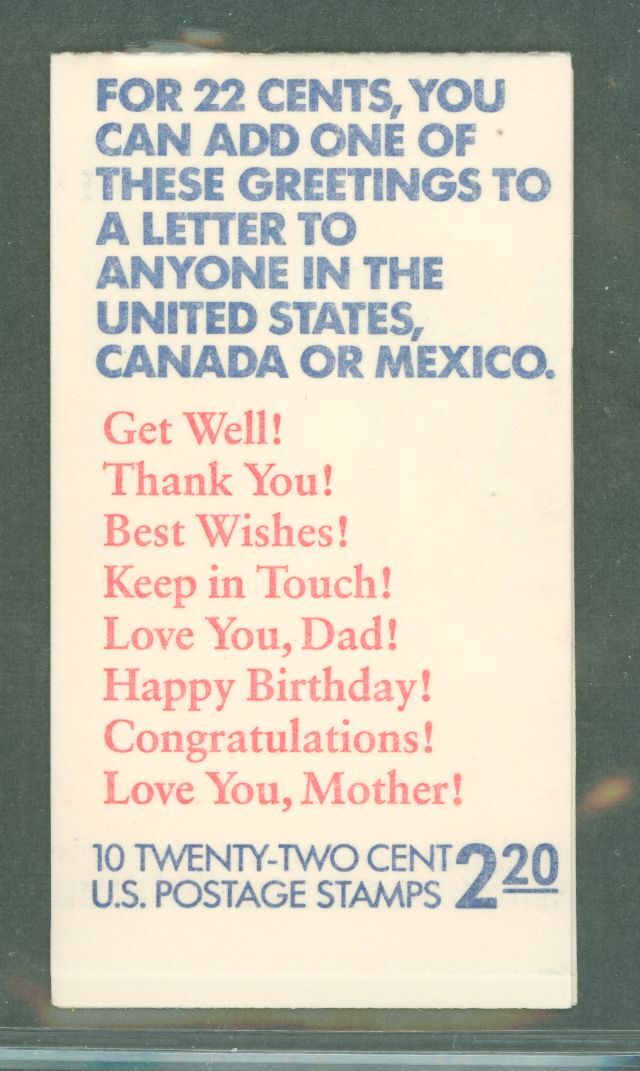 FOR 22 CENTS, YOU
CAN ADD ONE OF
THESE GREETINGS TO
A LETTER TO
ANYONE IN THE
UNITED STATES,
CANADA OR MEXICO.
Get Well!
Thank You!
Best Wishes!
Keep in Touch!
Love You, Dad!
Happy Birthday!
Congratulations!
Love You, Mother!
10 TWENTY-TWO CENT
U.S. POSTAGE STAMPS 2 20